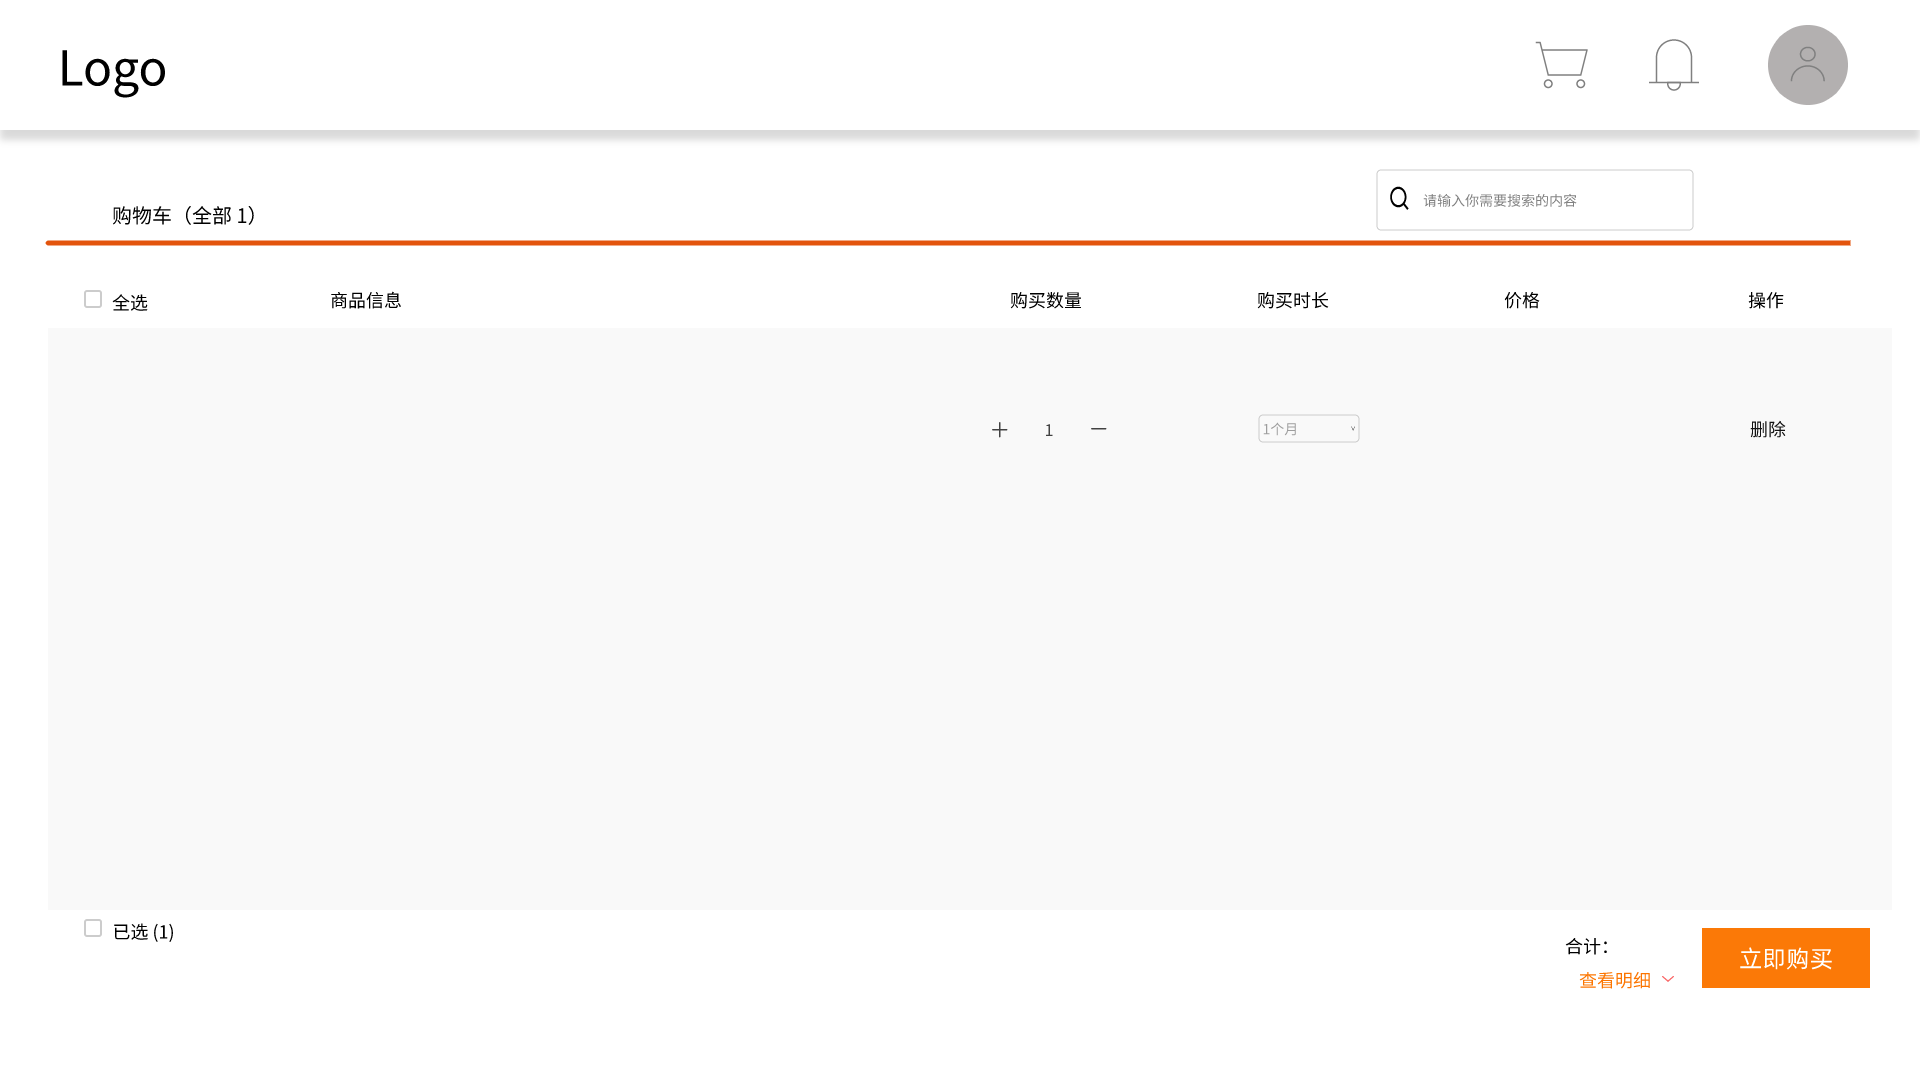 Logo
请输入你需要搜索的内容
购物车（全部 1）
全选 商品信息 购买数量 购买时长 价格 操作
+ 1 — 1个月 删除
已选 (1)
合计：
查看明细
立即购买